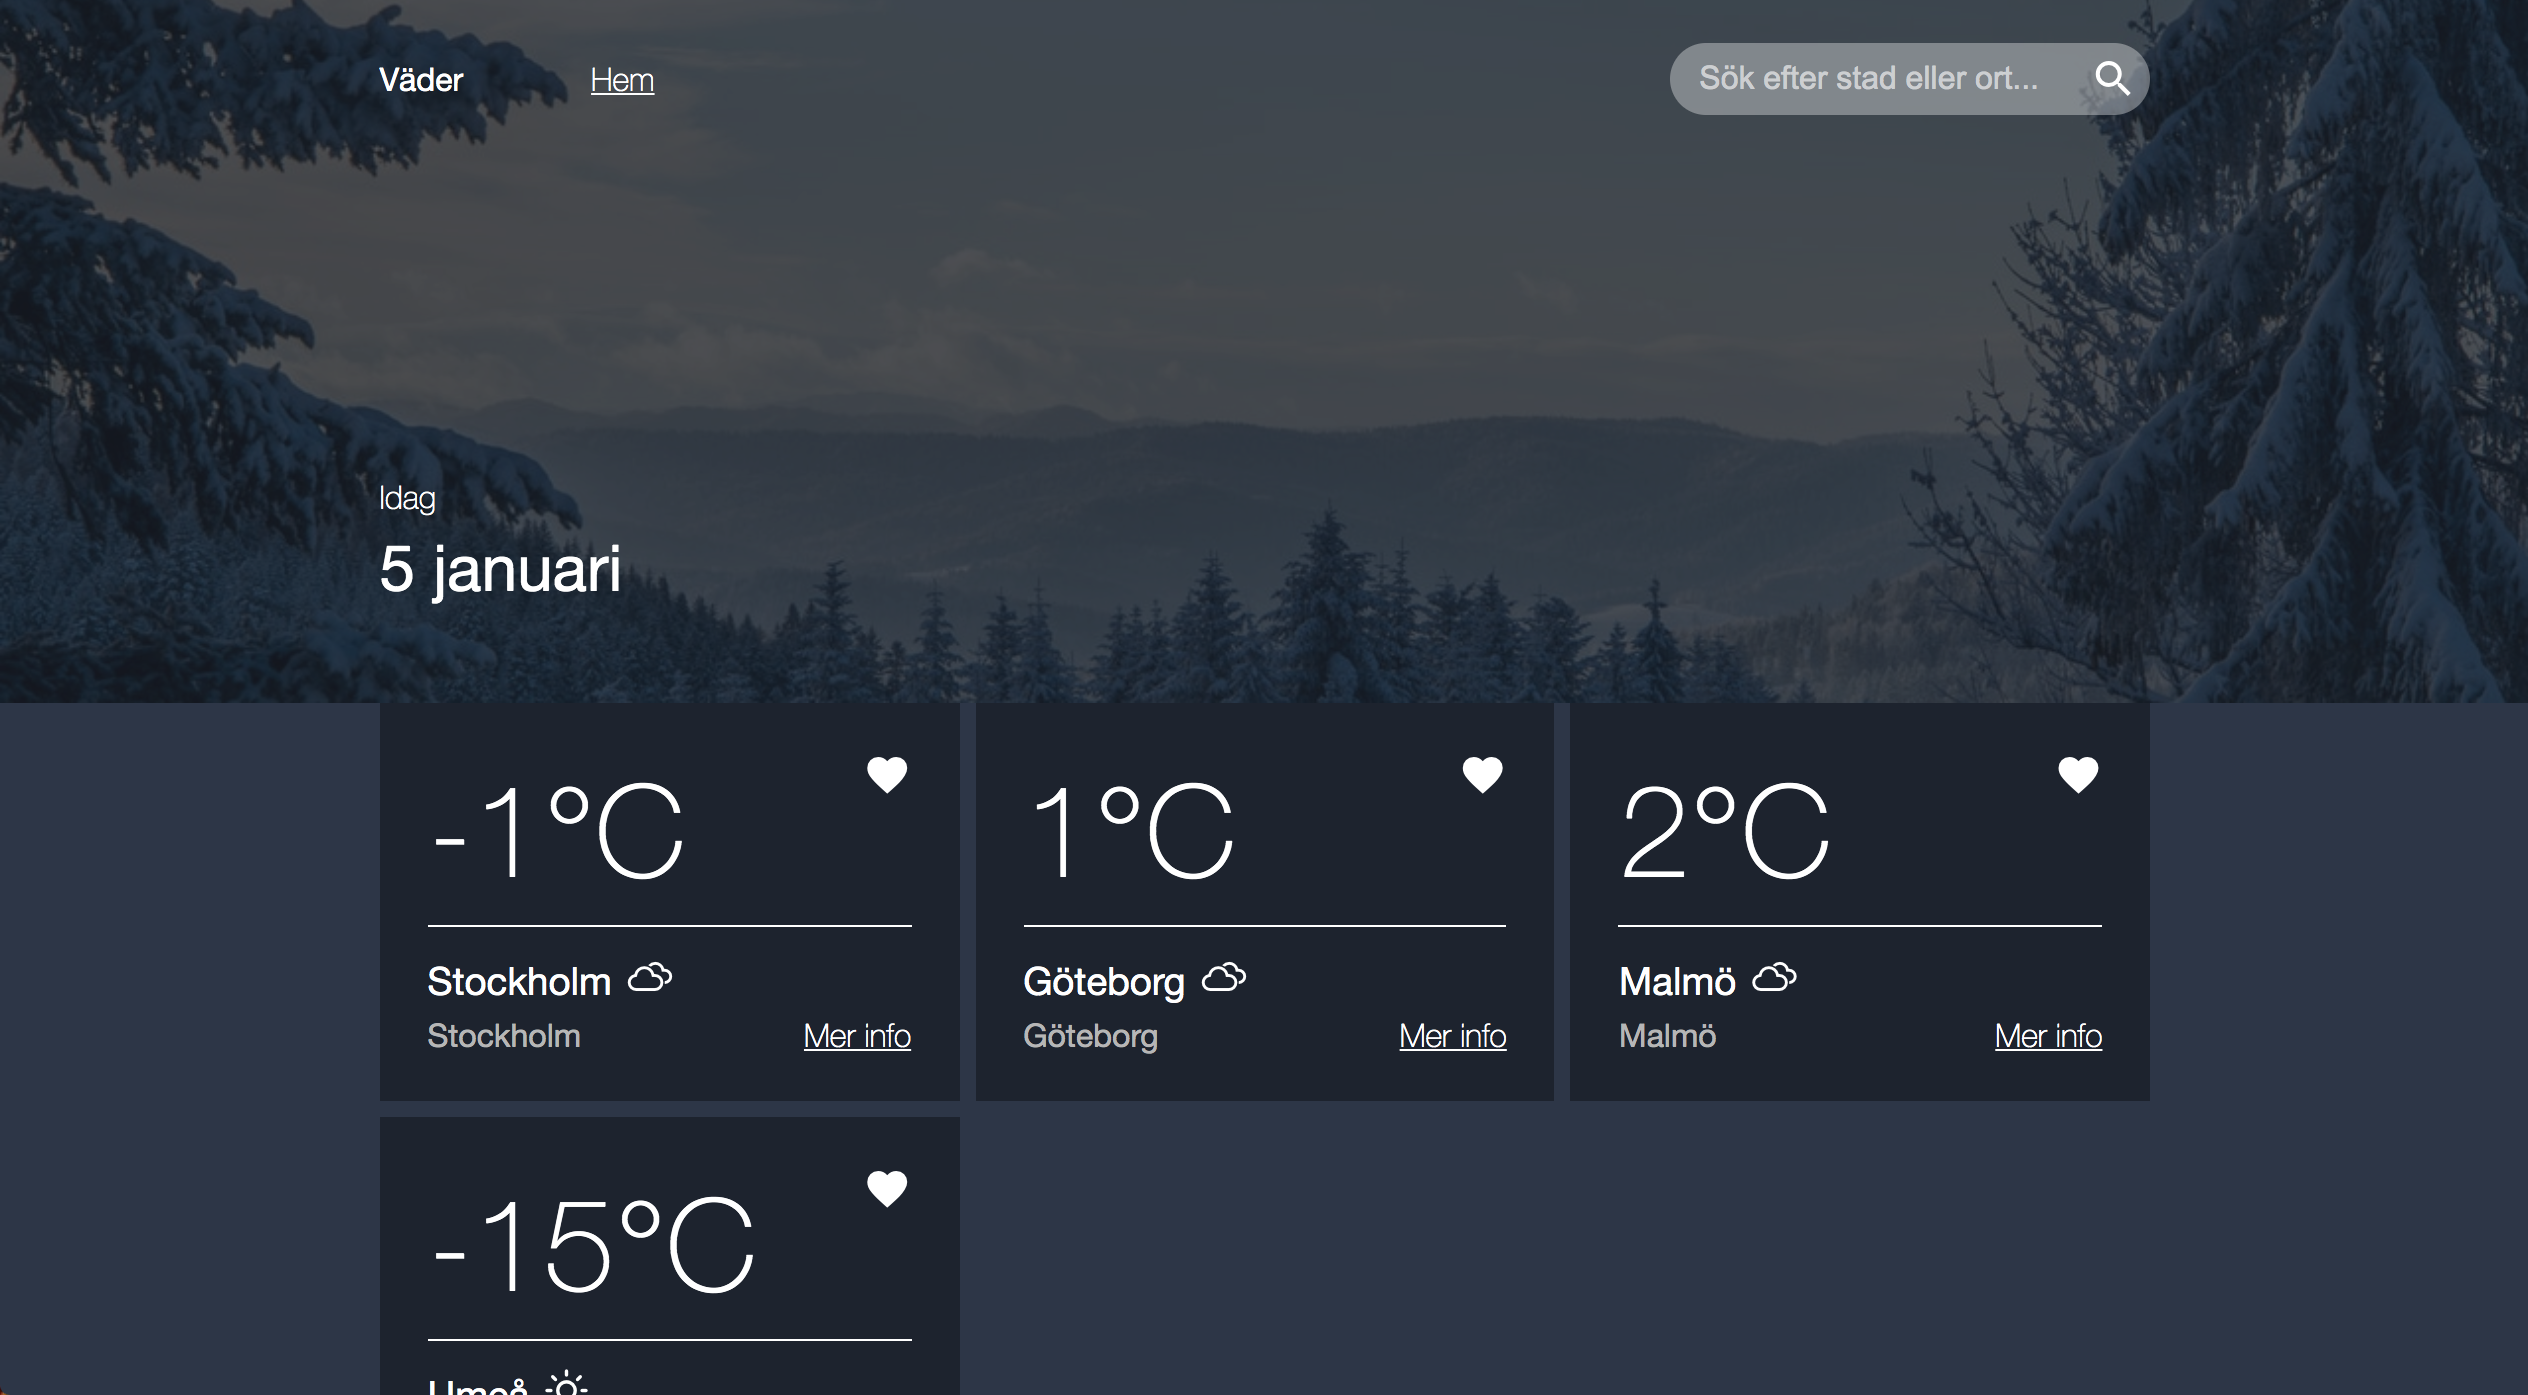 Väder
Hem
Sök efter stad eller ort...
Idag
5 januari
-1°C
1°C
2°C
Stockholm
Göteborg
Malmö
Stockholm
Mer info
Göteborg
Mer info
Malmö
Mer info
-15°C
Umeå